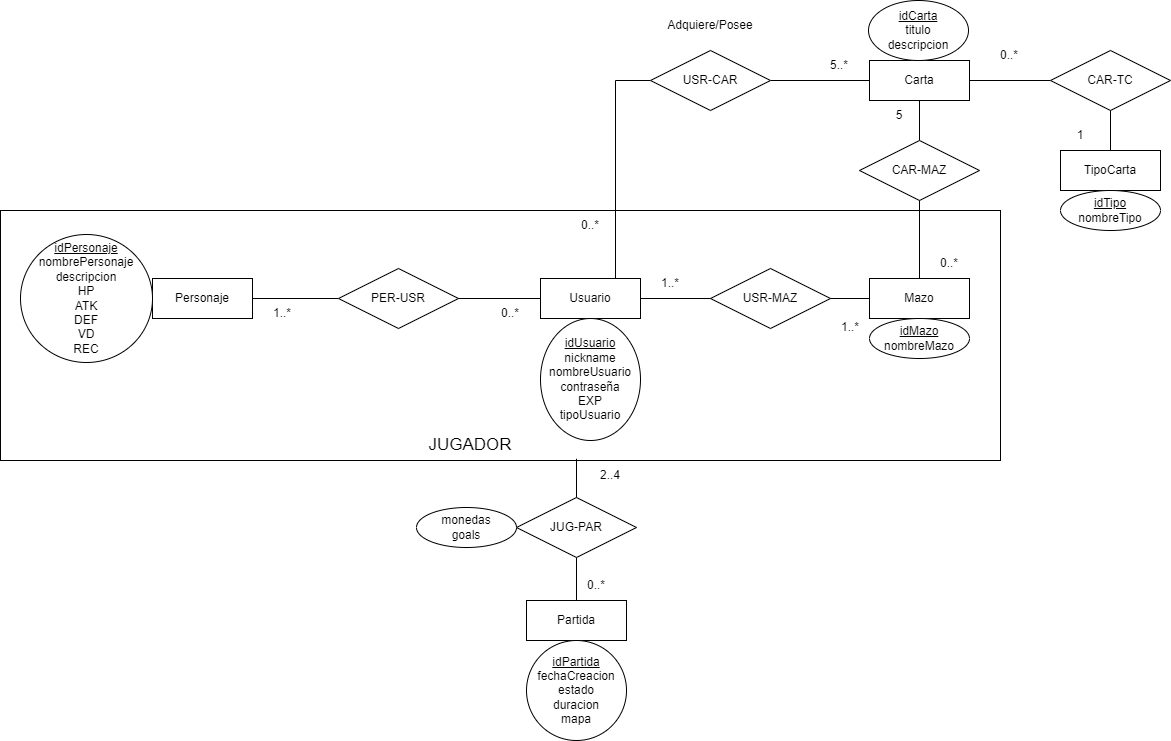 Adquiere/Posee
idCarta
titulo
descripcion
USR-CAR
5..*
Carta
0..*
CAR-TC
5
1
CAR-MAZ
TipoCarta
idTipo
nombreTipo
0..*
0..*
idPersonaje
nombrePersonaje
descripcion
HP
ATK
DEF
VD
REC
Personaje
1..*
PER-USR
0..*
Usuario
1..*
USR-MAZ
1..*
Mazo
idMazo
nombreMazo
idUsuario
nickname
nombreUsuario
contraseña
EXP
tipoUsuario
JUGADOR
2..4
monedas
goals
JUG-PAR
0..*
Partida
idPartida
fechaCreacion
estado
duracion
mapa